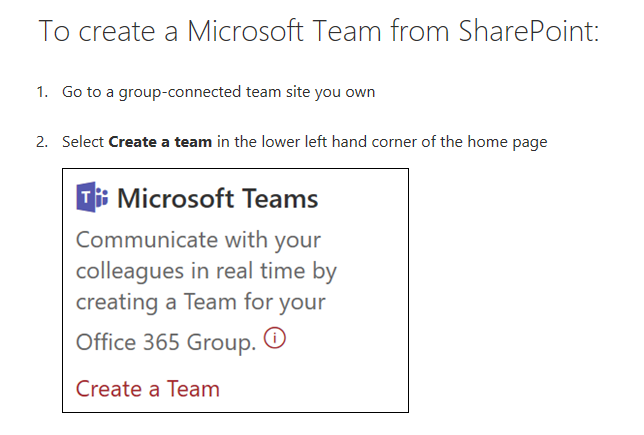 To create a Microsoft Team from SharePoint:
1. Go to a group-connected team site you own
2. Select Create a team in the lower left hand corner of the home page
Microsoft Teams
Communicate with your
colleagues in real time by
creating a Team for your
Office 365 Group.
Create a Team